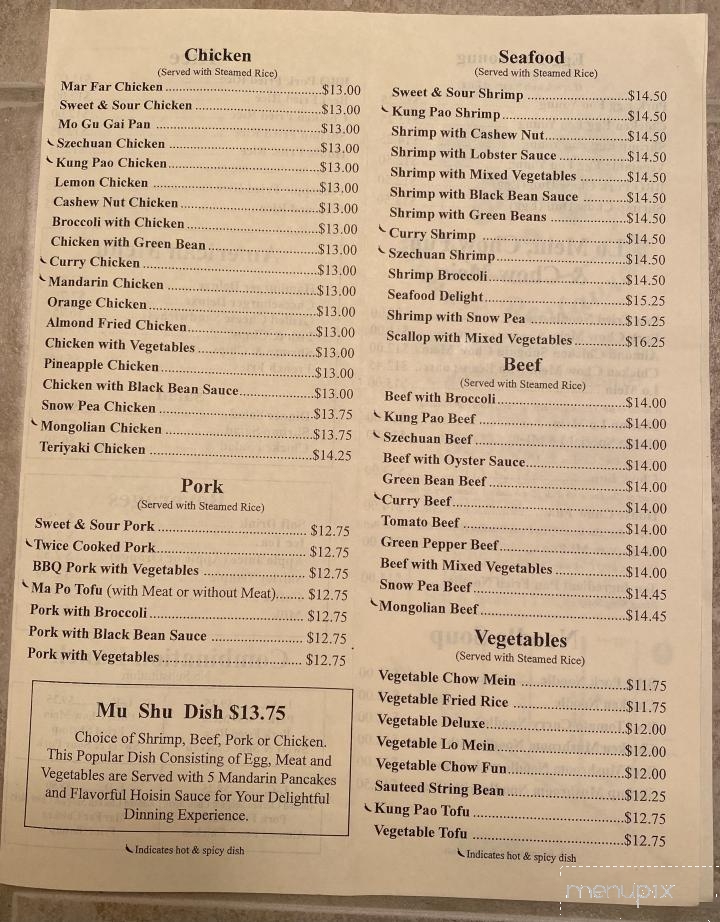 Chicken
(Served with Steamed Rice)
Mar Far Chicken ........ $13.00
Sweet & Sour Chicken ........ $13.00
Mo Gu Gai Pan ........ $13.00
Szechuan Chicken ........ $13.00
Kung Pao Chicken ........ $13.00
Lemon Chicken ........ $13.00
Cashew Nut Chicken ........ $13.00
Broccoli with Chicken ........ $13.00
Chicken with Green Bean ........ $13.00
Curry Chicken ........ $13.00
Mandarin Chicken ........ $13.00
Orange Chicken ........ $13.00
Almond Fried Chicken ........ $13.00
Chicken with Vegetables ........ $13.00
Pineapple Chicken ........ $13.00
Chicken with Black Bean Sauce ........ $13.00
Snow Pea Chicken ........ $13.75
Mongolian Chicken ........ $13.75
Teriyaki Chicken ........ $14.25
Pork
(Served with Steamed Rice)
Sweet & Sour Pork ........ $12.75
Twice Cooked Pork ........ $12.75
BBQ Pork with Vegetables ........ $12.75
Ma Po Tofu (with Meat or without Meat) ........ $12.75
Pork with Broccoli ........ $12.75
Pork with Black Bean Sauce ........ $12.75
Pork with Vegetables ........ $12.75
Mu Shu Dish $13.75
Choice of Shrimp, Beef, Pork or Chicken.
This Popular Dish Consisting of Egg, Meat and
Vegetables are Served with 5 Mandarin Pancakes
and Flavorful Hoisin Sauce for Your Delightful
Dinning Experience.
Indicates hot & spicy dish
Seafood
(Served with Steamed Rice)
Sweet & Sour Shrimp ........ $14.50
Kung Pao Shrimp ........ $14.50
Shrimp with Cashew Nut ........ $14.50
Shrimp with Lobster Sauce ........ $14.50
Shrimp with Mixed Vegetables ........ $14.50
Shrimp with Black Bean Sauce ........ $14.50
Shrimp with Green Beans ........ $14.50
Curry Shrimp ........ $14.50
Szechuan Shrimp ........ $14.50
Shrimp Broccoli ........ $14.50
Seafood Delight ........ $15.25
Shrimp with Snow Pea ........ $15.25
Scallop with Mixed Vegetables ........ $16.25
Beef
(Served with Steamed Rice)
Beef with Broccoli ........ $14.00
Kung Pao Beef ........ $14.00
Szechuan Beef ........ $14.00
Beef with Oyster Sauce ........ $14.00
Green Bean Beef ........ $14.00
Curry Beef ........ $14.00
Tomato Beef ........ $14.00
Green Pepper Beef ........ $14.00
Beef with Mixed Vegetables ........ $14.00
Snow Pea Beef ........ $14.45
Mongolian Beef ........ $14.45
Vegetables
(Served with Steamed Rice)
Vegetable Chow Mein ........ $11.75
Vegetable Fried Rice ........ $11.75
Vegetable Deluxe ........ $12.00
Vegetable Lo Mein ........ $12.00
Vegetable Chow Fun ........ $12.00
Sauteed String Bean ........ $12.25
Kung Pao Tofu ........ $12.75
Vegetable Tofu ........ $12.75
Indicates hot & spicy dish
menupix